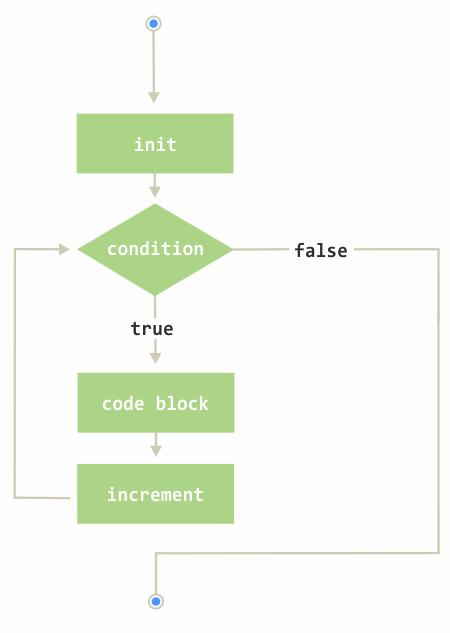 init
condition
false
true
code block
increment